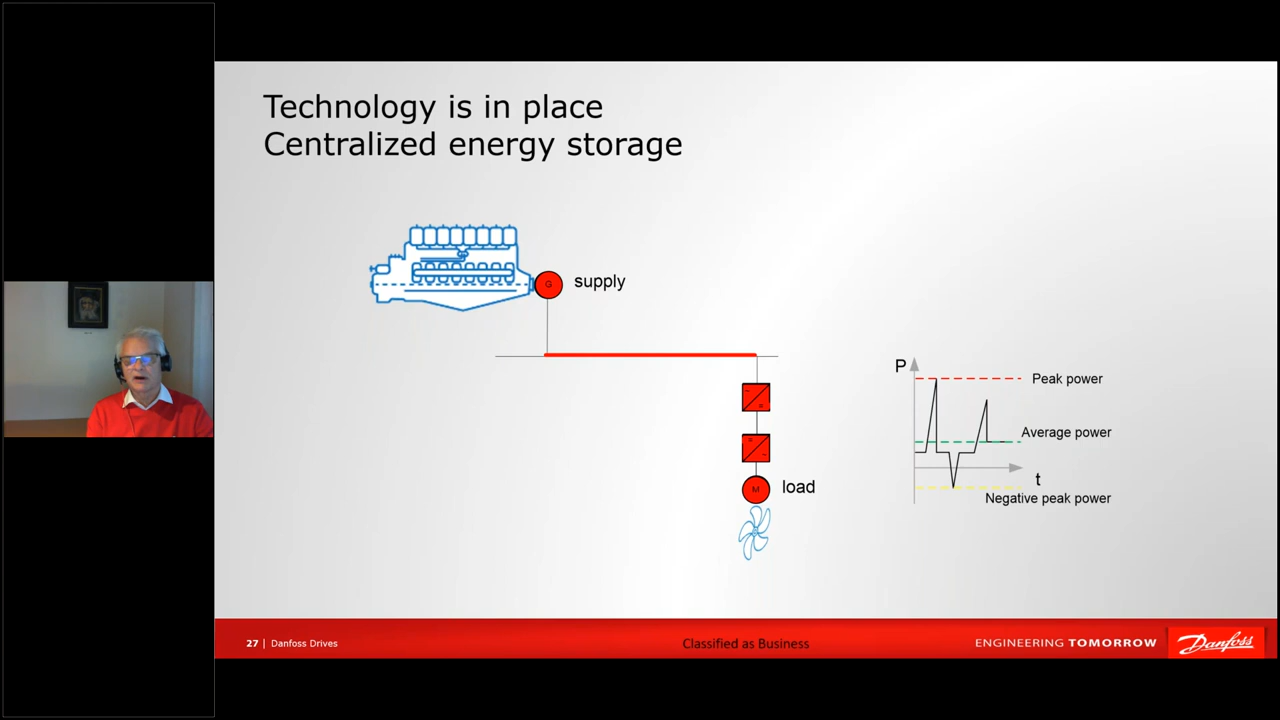 Technology is in place
Centralized energy storage
G
supply
P
Peak power
Average power
t
Negative peak power
M
load
27 | Danfoss Drives
Classified as Business
ENGINEERING TOMORROW
Danfoss